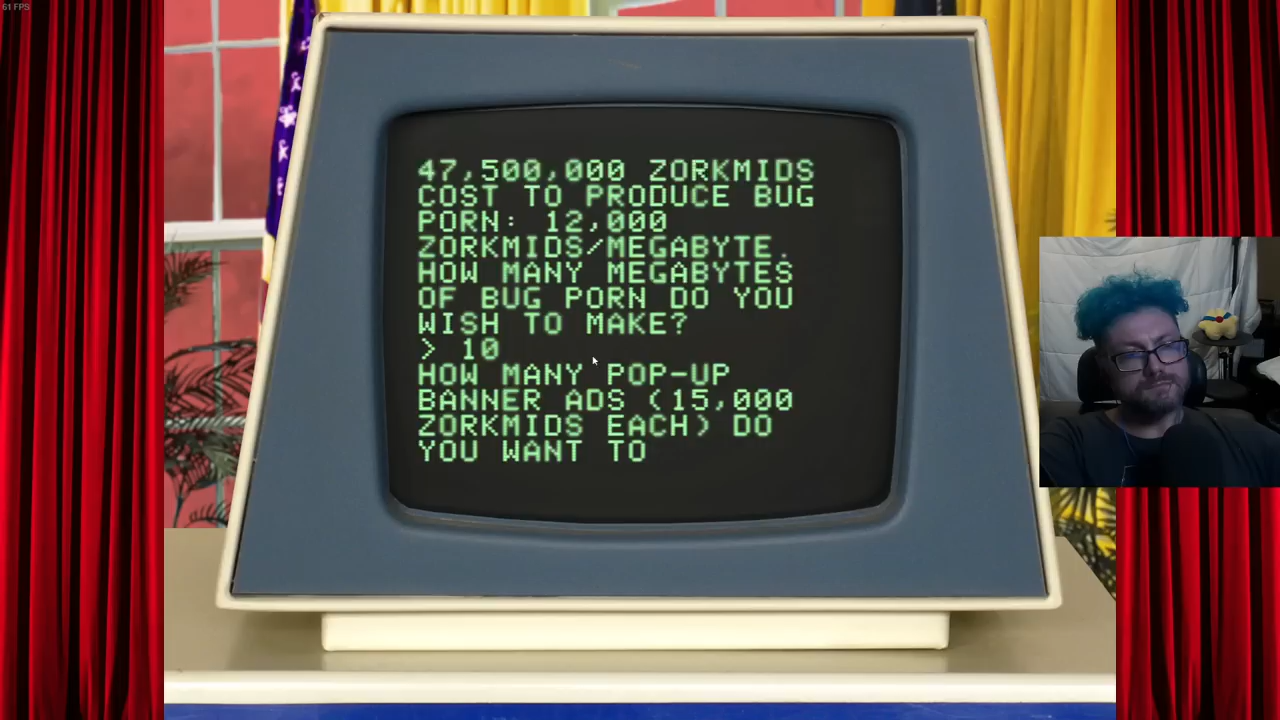 61 FPS
47,500,000 ZORKMIDS
COST TO PRODUCE BUG
PORN: 12,000
ZORKMIDS/MEGABYTE.
HOW MANY MEGABYTES
OF BUG PORN DO YOU
WISH TO MAKE?
> 10
HOW MANY POP-UP
BANNER ADS (15,000
ZORKMIDS EACH) DO
YOU WANT TO